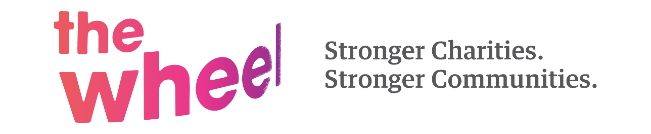 the
wheel
Stronger Charities.
Stronger Communities.